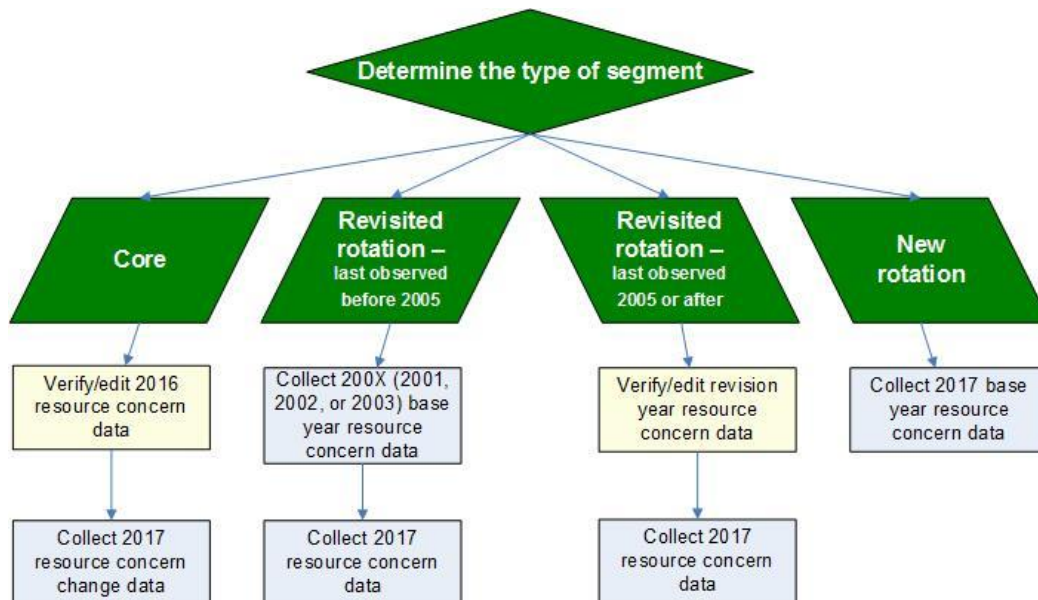 Determine the type of segment
Core
Revisited
rotation –
last observed
before 2005
Revisited
rotation –
last observed
2005 or after
New
rotation
Verify/edit 2016
resource concern
data
Collect 200X (2001,
2002, or 2003) base
year resource
concern data
Verify/edit revision
year resource
concern data
Collect 2017 base
year resource
concern data
Collect 2017
resource concern
change data
Collect 2017
resource concern
data
Collect 2017
resource concern
data